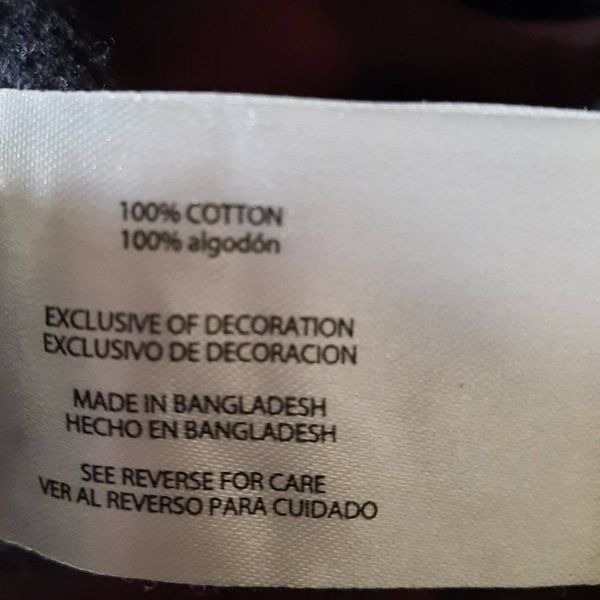 100% COTTON
100% algodón
EXCLUSIVE OF DECORATION
EXCLUSIVO DE DECORACION
MADE IN BANGLADESH
HECHO EN BANGLADESH
SEE REVERSE FOR CARE
VER AL REVERSO PARA CUIDADO